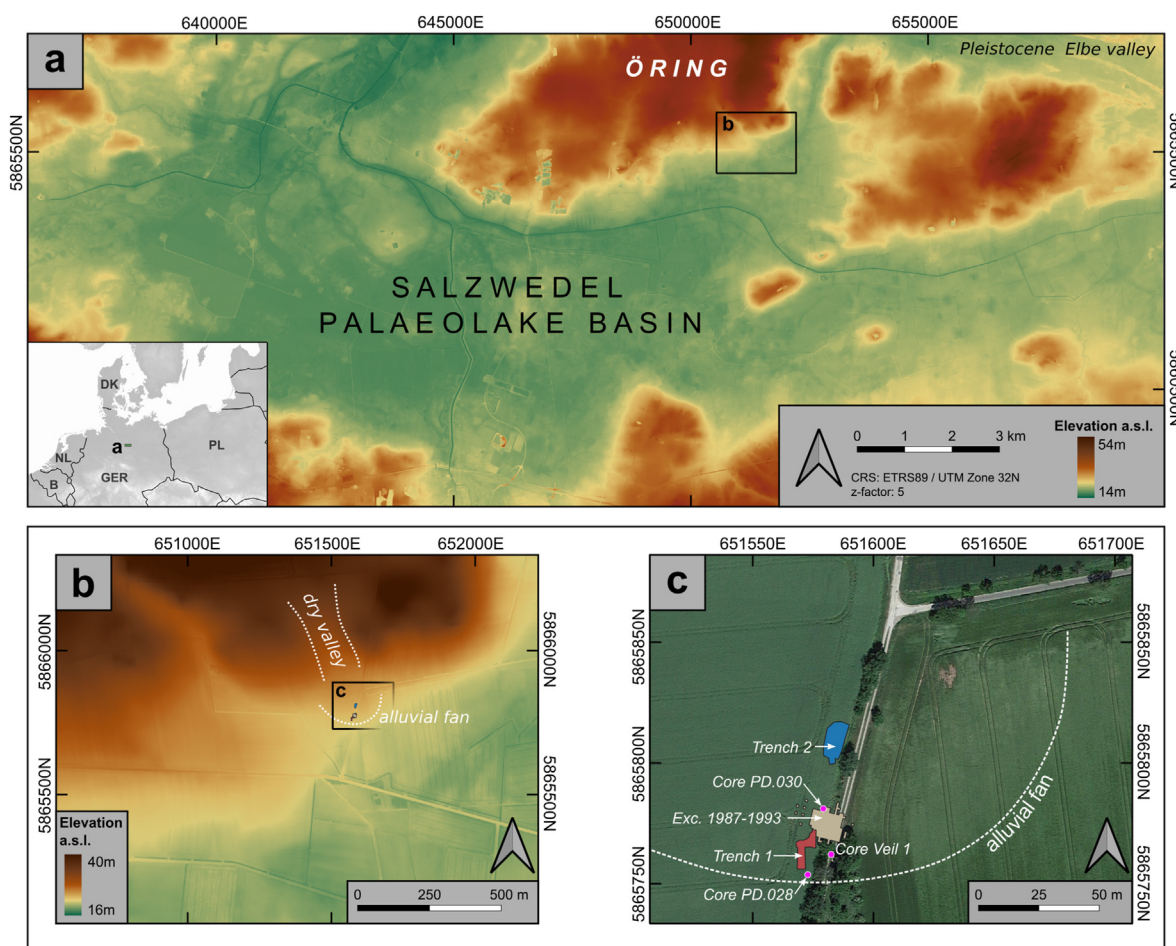 640000E 645000E 650000E 655000E
a
ÖRING
Pleistocene Elbe valley
b
5865500N
SALZWEDEL
PALAEOLAKE BASIN
DK
a
NL
PL
B
GER
0 1 2 3 km
CRS: ETRS89 / UTM Zone 32N
z-factor: 5
Elevation a.s.l.
54m
14m
651000E 651500E 652000E
b
dry valley
c
alluvial fan
5866000N
5866000N
5865500N
5865500N
Elevation
a.s.l.
40m
16m
0 250 500 m
651550E 651600E 651650E 651700E
c
Trench 2
Core PD.030
Exc. 1987-1993
Core Veil 1
Trench 1
Core PD.028
alluvial fan
5865850N
5865850N
5865800N
5865800N
5865750N
5865750N
0 25 50 m